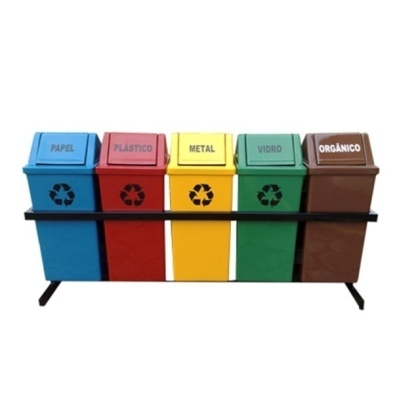 PAPEL
PLÁSTICO
METAL
VIDRO
ORGÂNICO